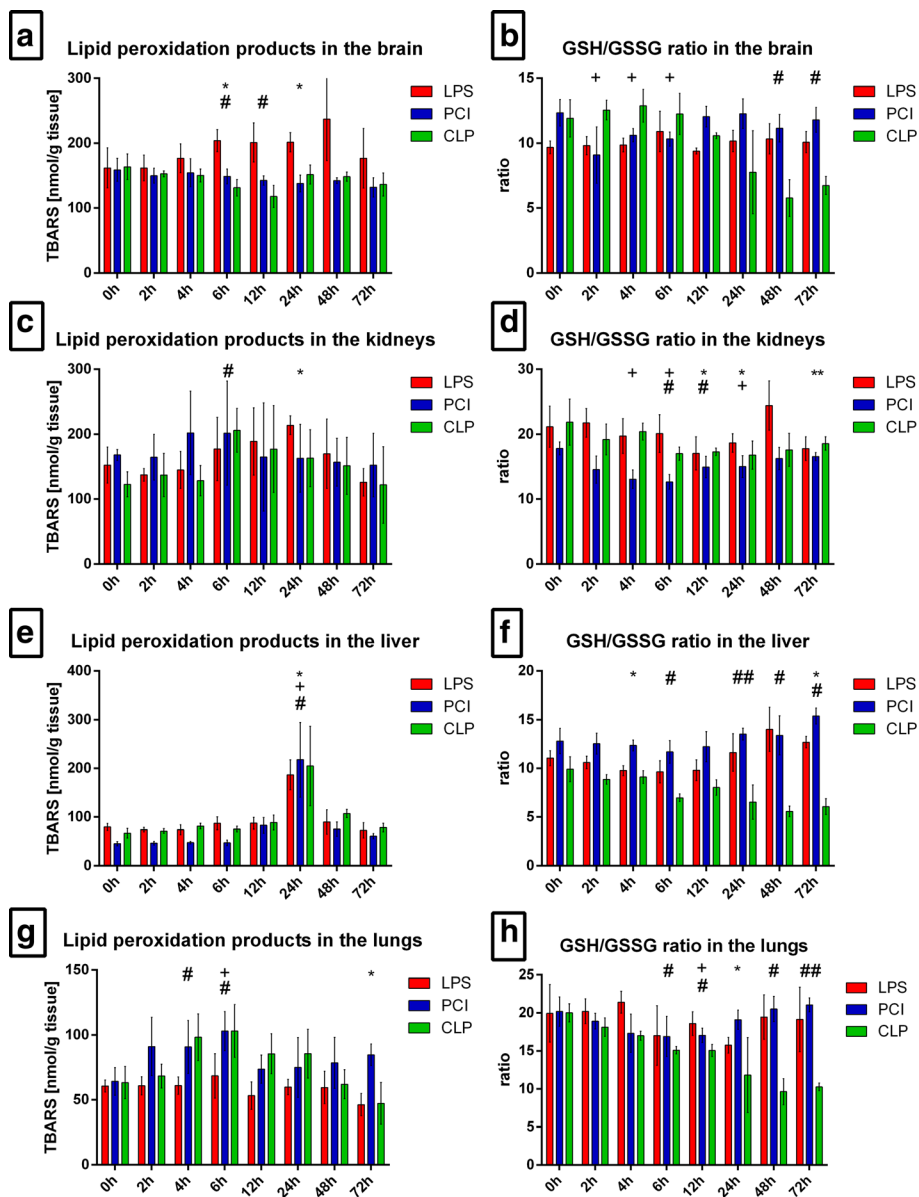 a
Lipid peroxidation products in the brain
TBARS [nmol/g tissue]
300
200
100
0
* # # *
0h 2h 4h 6h 12h 24h 48h 72h
LPS
PCI
CLP
b
GSH/GSSG ratio in the brain
ratio
15
10
5
0
+ + + # #
0h 2h 4h 6h 12h 24h 48h 72h
LPS
PCI
CLP
c
Lipid peroxidation products in the kidneys
TBARS [nmol/g tissue]
300
200
100
0
# *
0h 2h 4h 6h 12h 24h 48h 72h
LPS
PCI
CLP
d
GSH/GSSG ratio in the kidneys
ratio
30
20
10
0
+ + * * **
# # +
0h 2h 4h 6h 12h 24h 48h 72h
LPS
PCI
CLP
e
Lipid peroxidation products in the liver
TBARS [nmol/g tissue]
400
300
200
100
0
*
+
#
0h 2h 4h 6h 12h 24h 48h 72h
LPS
PCI
CLP
f
GSH/GSSG ratio in the liver
ratio
20
15
10
5
0
* # ## # *
#
0h 2h 4h 6h 12h 24h 48h 72h
LPS
PCI
CLP
g
Lipid peroxidation products in the lungs
TBARS [nmol/g tissue]
150
100
50
0
# + *
#
0h 2h 4h 6h 12h 24h 48h 72h
LPS
PCI
CLP
h
GSH/GSSG ratio in the lungs
ratio
25
20
15
10
5
0
# + * # ##
#
0h 2h 4h 6h 12h 24h 48h 72h
LPS
PCI
CLP